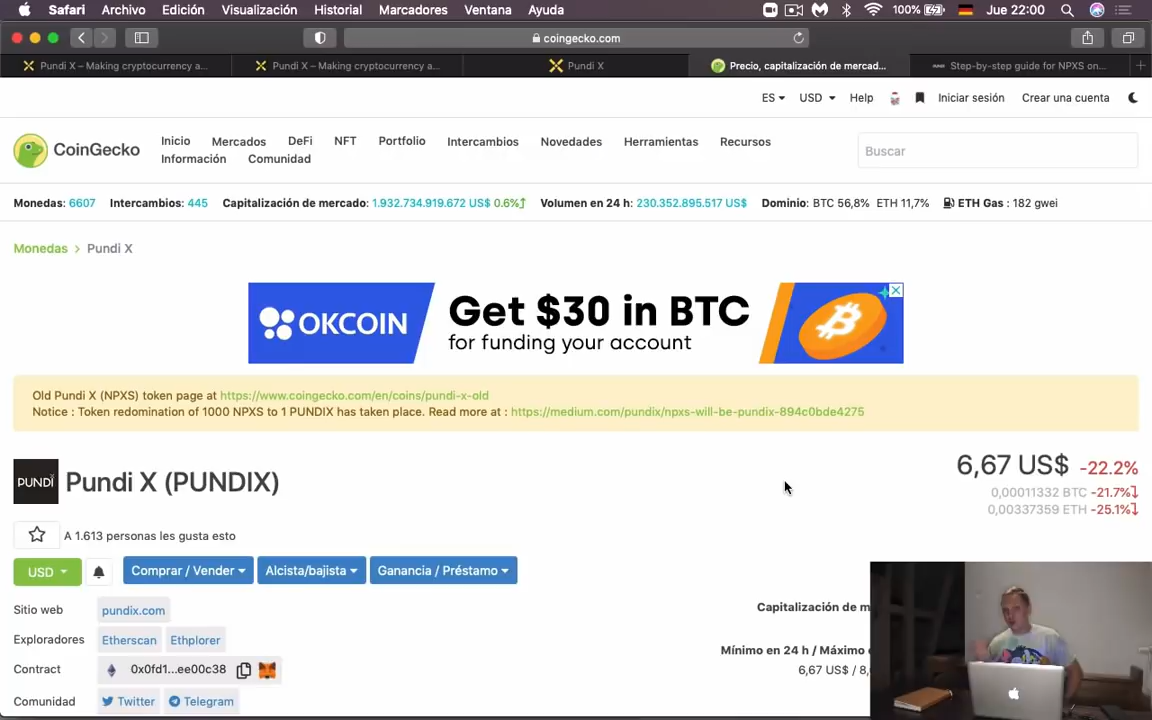 Safari Archivo Edición Visualización Historial Marcadores Ventana Ayuda 100% Jue 22:00
coingecko.com
Pundi X – Making cryptocurrency a... Pundi X – Making cryptocurrency a... Pundi X Precio, capitalización de mercad... Step-by-step guide for NPXS on...
ES USD Help Iniciar sesión Crear una cuenta
CoinGecko Inicio Mercados DeFi NFT Portfolio Intercambios Novedades Herramientas Recursos
Información Comunidad
Buscar
Monedas: 6607 Intercambios: 445 Capitalización de mercado: 1.932.734.919.672 US$ 0.6% Volumen en 24 h: 230.352.895.517 US$ Dominio: BTC 56,8% ETH 11,7% ETH Gas : 182 gwei
Monedas > Pundi X
OKCOIN Get $30 in BTC
for funding your account
Old Pundi X (NPXS) token page at https://www.coingecko.com/en/coins/pundi-x-old
Notice : Token redomination of 1000 NPXS to 1 PUNDIX has taken place. Read more at : https://medium.com/pundix/npxs-will-be-pundix-894c0bde4275
PUNDI X Pundi X (PUNDIX)
6,67 US$ -22.2%
0,00011332 BTC -21.7%
0,00337359 ETH -25.1%
A 1.613 personas les gusta esto
USD Comprar / Vender Alcista/bajista Ganancia / Préstamo
Sitio web pundix.com
Exploradores Etherscan Ethplorer
Contract 0x0fd1...ee00c38
Comunidad Twitter Telegram
Capitalización de m
Mínimo en 24 h / Máximo
6,67 US$ / 8,